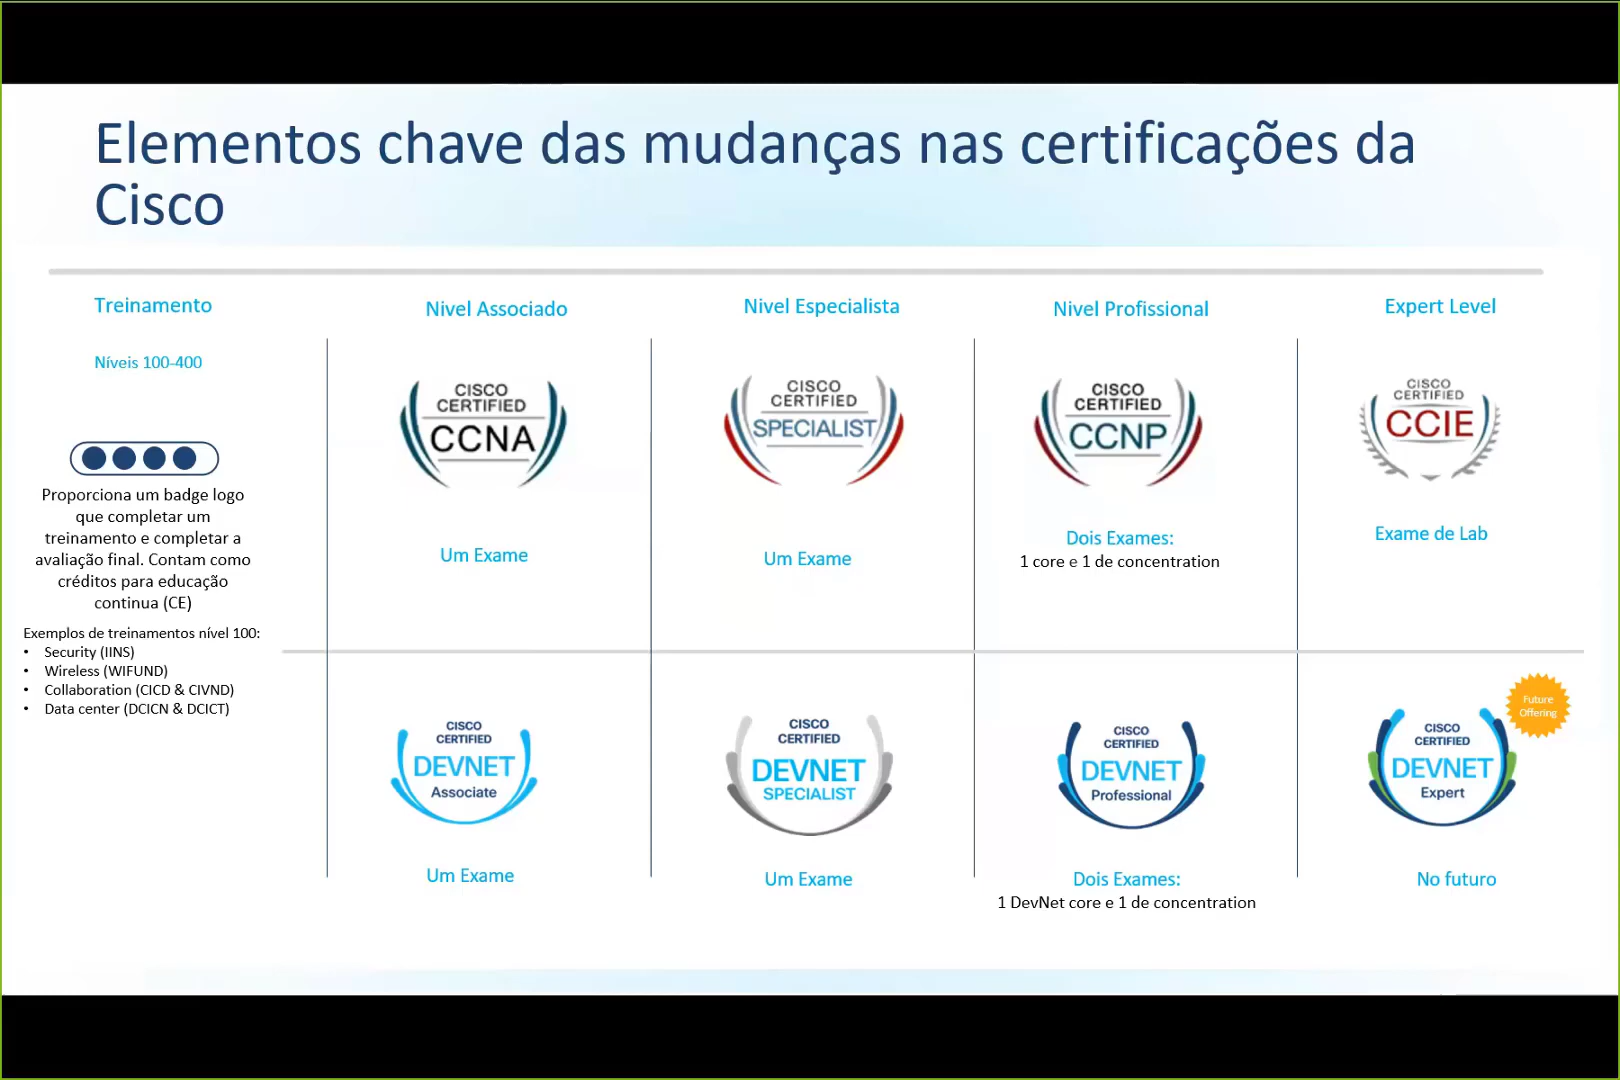 Elementos chave das mudanças nas certificações da
Cisco
Treinamento
Níveis 100-400
Proporciona um badge logo
que completar um
treinamento e completar a
avaliação final. Contam como
créditos para educação
continua (CE)
Exemplos de treinamentos nível 100:
• Security (IINS)
• Wireless (WIFUND)
• Collaboration (CICD & CIVND)
• Data center (DCICN & DCICT)
Nivel Associado
CISCO
CERTIFIED
CCNA
Um Exame
CISCO
CERTIFIED
DEVNET
Associate
Um Exame
Nivel Especialista
CISCO
CERTIFIED
SPECIALIST
Um Exame
CISCO
CERTIFIED
DEVNET
SPECIALIST
Um Exame
Nivel Profissional
CISCO
CERTIFIED
CCNP
Dois Exames:
1 core e 1 de concentration
CISCO
CERTIFIED
DEVNET
Professional
Dois Exames:
1 DevNet core e 1 de concentration
Expert Level
CISCO
CERTIFIED
CCIE
Exame de Lab
Future
Offering
CISCO
CERTIFIED
DEVNET
Expert
No futuro